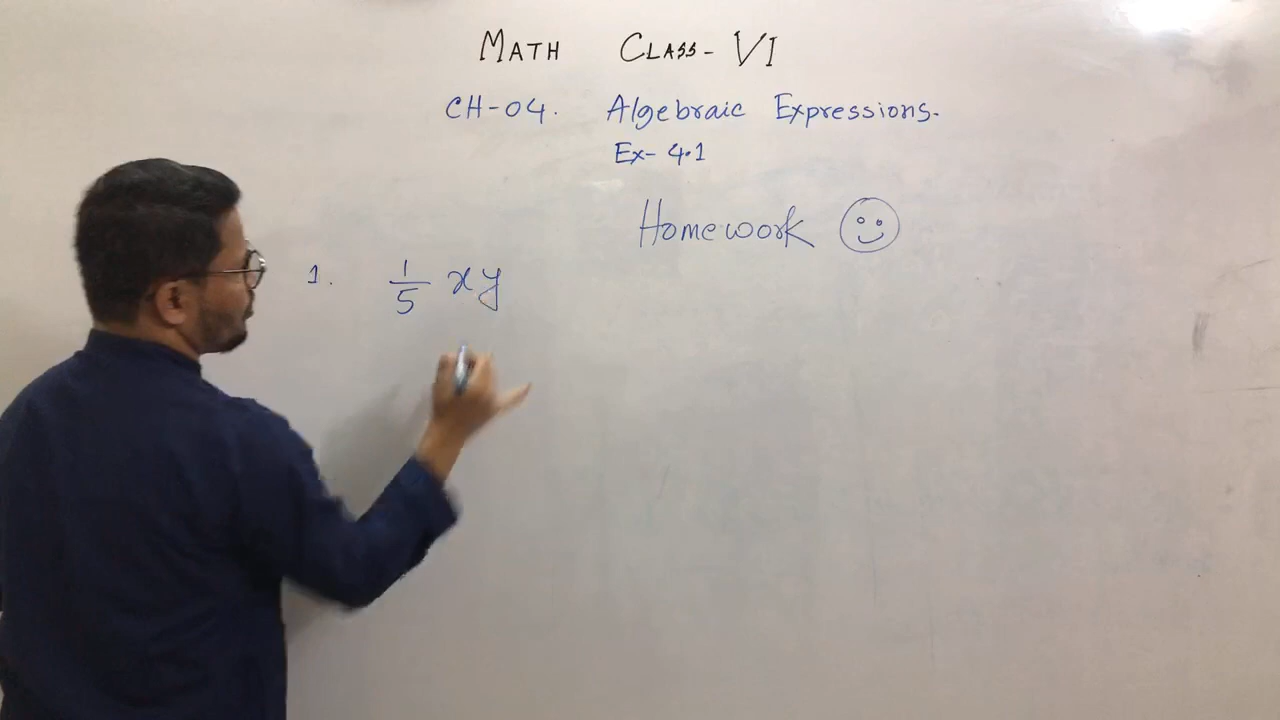 MATH CLASS-VI
CH-04. Algebraic Expressions.
Ex-4.1
Homework
1. 1/5 xy